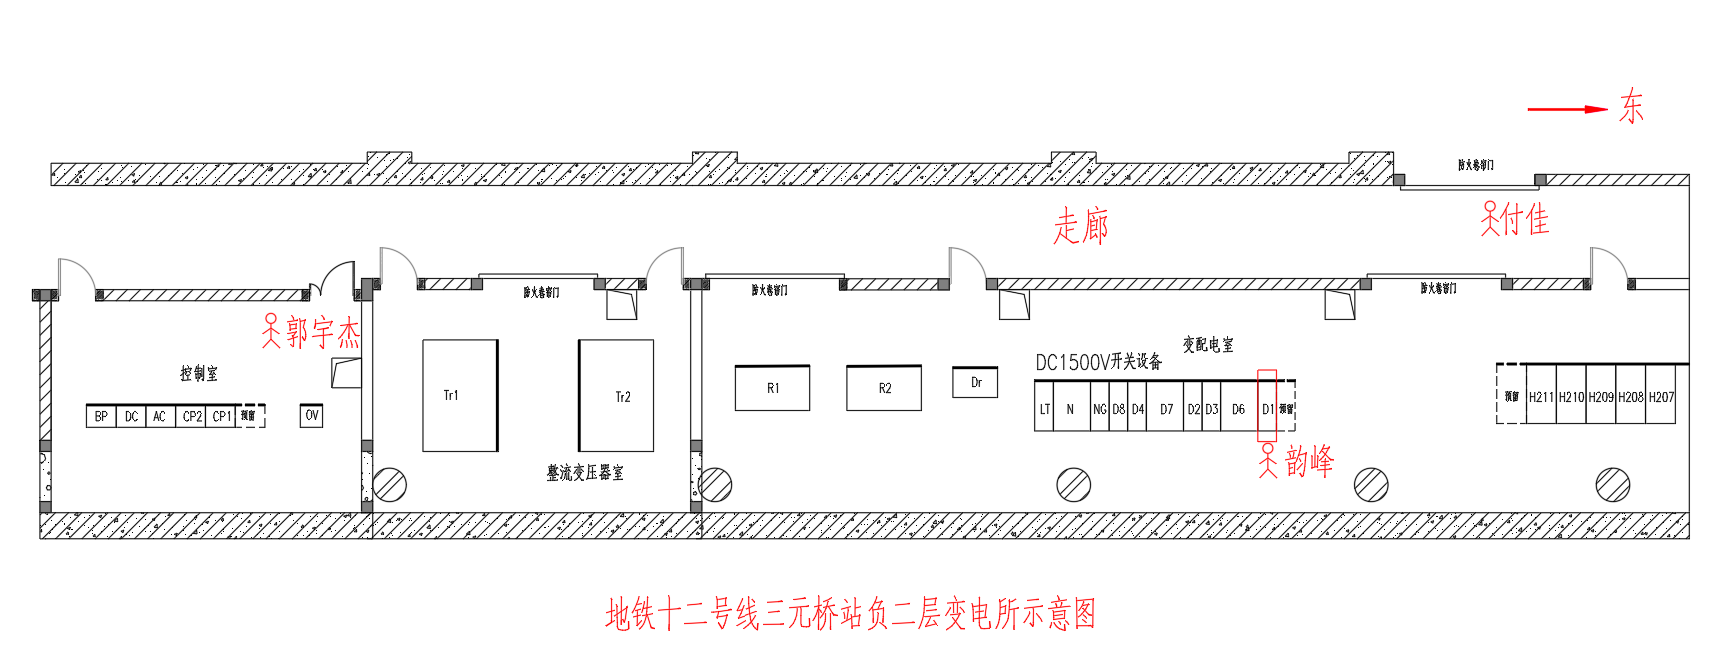 东
防火卷帘门
走廊
付佳
防火卷帘门
防火卷帘门
防火卷帘门
郭宇杰
控制室
变配电室
DC1500V开关设备
BP
DC
AC
CP2
CP1
预留
OV
Tr1
Tr2
整流变压器室
R1
R2
Dr
LT
N
NG
D8
D4
D7
D2
D3
D6
D1
预留
韵峰
预留
H211
H210
H209
H208
H207
地铁十二号线三元桥站负二层变电所示意图